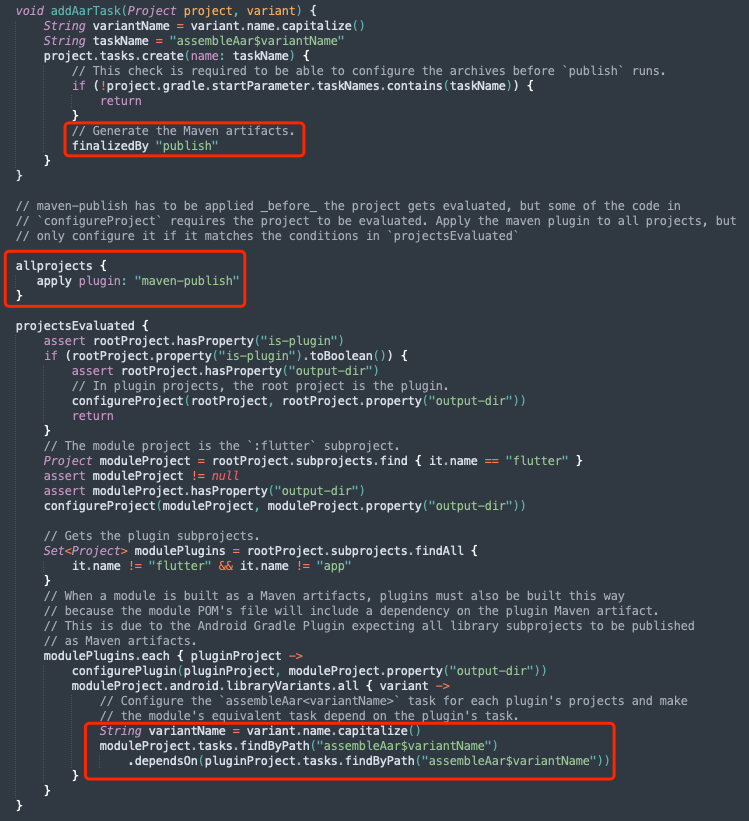 void addAarTask(Project project, variant) {
    String variantName = variant.name.capitalize()
    String taskName = "assembleAar$variantName"
    project.tasks.create(name: taskName) {
        // This check is required to be able to configure the archives before `publish` runs.
        if (!project.gradle.startParameter.taskNames.contains(taskName)) {
            return
        }
        // Generate the Maven artifacts.
        finalizedBy "publish"
    }
}

// maven-publish has to be applied _before_ the project gets evaluated, but some of the code in
// `configureProject` requires the project to be evaluated. Apply the maven plugin to all projects, but
// only configure it if it matches the conditions in `projectsEvaluated`

allprojects {
   apply plugin: "maven-publish"
}

projectsEvaluated {
    assert rootProject.hasProperty("is-plugin")
    if (rootProject.property("is-plugin").toBoolean()) {
        assert rootProject.hasProperty("output-dir")
        // In plugin projects, the root project is the plugin.
        configureProject(rootProject, rootProject.property("output-dir"))
        return
    }
    // The module project is the `:flutter` subproject.
    Project moduleProject = rootProject.subprojects.find { it.name == "flutter" }
    assert moduleProject != null
    assert moduleProject.hasProperty("output-dir")
    configureProject(moduleProject, moduleProject.property("output-dir"))

    // Gets the plugin subprojects.
    Set<Project> modulePlugins = rootProject.subprojects.findAll {
        it.name != "flutter" && it.name != "app"
    }
    // When a module is built as a Maven artifacts, plugins must also be built this way
    // because the module POM's file will include a dependency on the plugin Maven artifact.
    // This is due to the Android Gradle Plugin expecting all library subprojects to be published
    // as Maven artifacts.
    modulePlugins.each { pluginProject ->
        configurePlugin(pluginProject, moduleProject.property("output-dir"))
        moduleProject.android.libraryVariants.all { variant ->
            // Configure the `assembleAar<variantName>` task for each plugin's projects and make
            // the module's equivalent task depend on the plugin's task.
            String variantName = variant.name.capitalize()
            moduleProject.tasks.findByPath("assembleAar$variantName")
                .dependsOn(pluginProject.tasks.findByPath("assembleAar$variantName"))
        }
    }
}